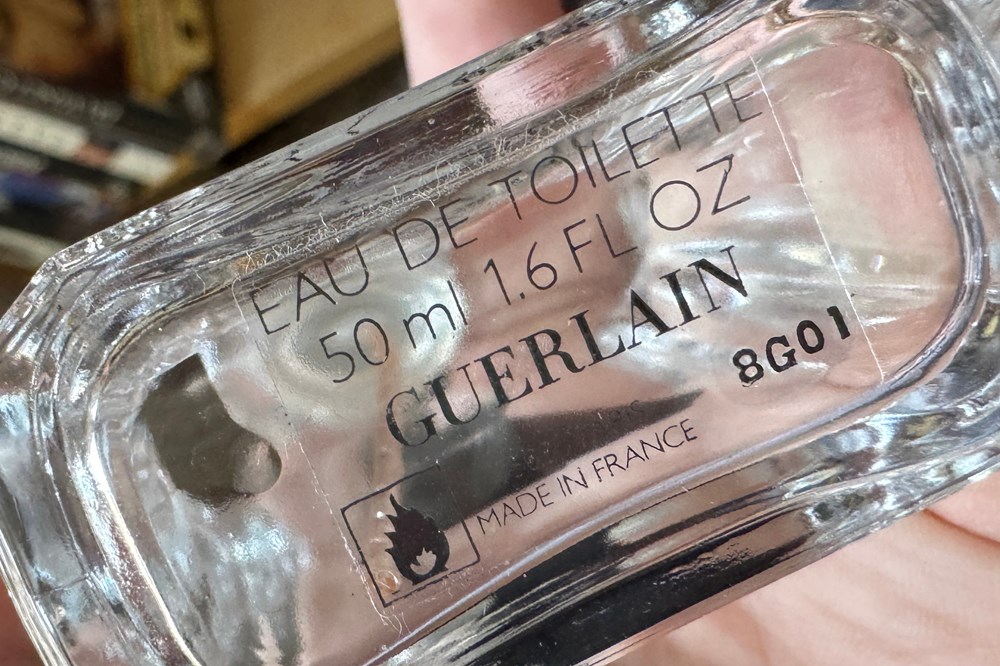 EAU DE TOILETTE
50 ml 1.6 FL OZ
GUERLAIN
8G01
MADE IN FRANCE